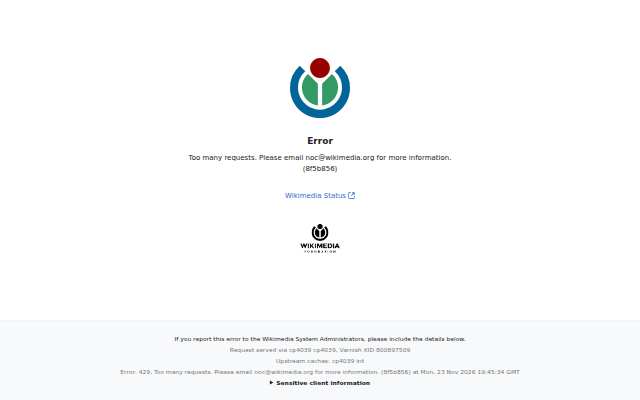 Error
Too many requests. Please email noc@wikimedia.org for more information.
(8f5b856)
Wikimedia Status
WIKIMEDIA
FOUNDATION
If you report this error to the Wikimedia System Administrators, please include the details below.
Request served via cp4039 cp4039, Varnish XID 800897509
Upstream caches: cp4039 int
Error: 429, Too many requests. Please email noc@wikimedia.org for more information. (8f5b856) at Mon, 23 Nov 2026 19:45:34 GMT
Sensitive client information